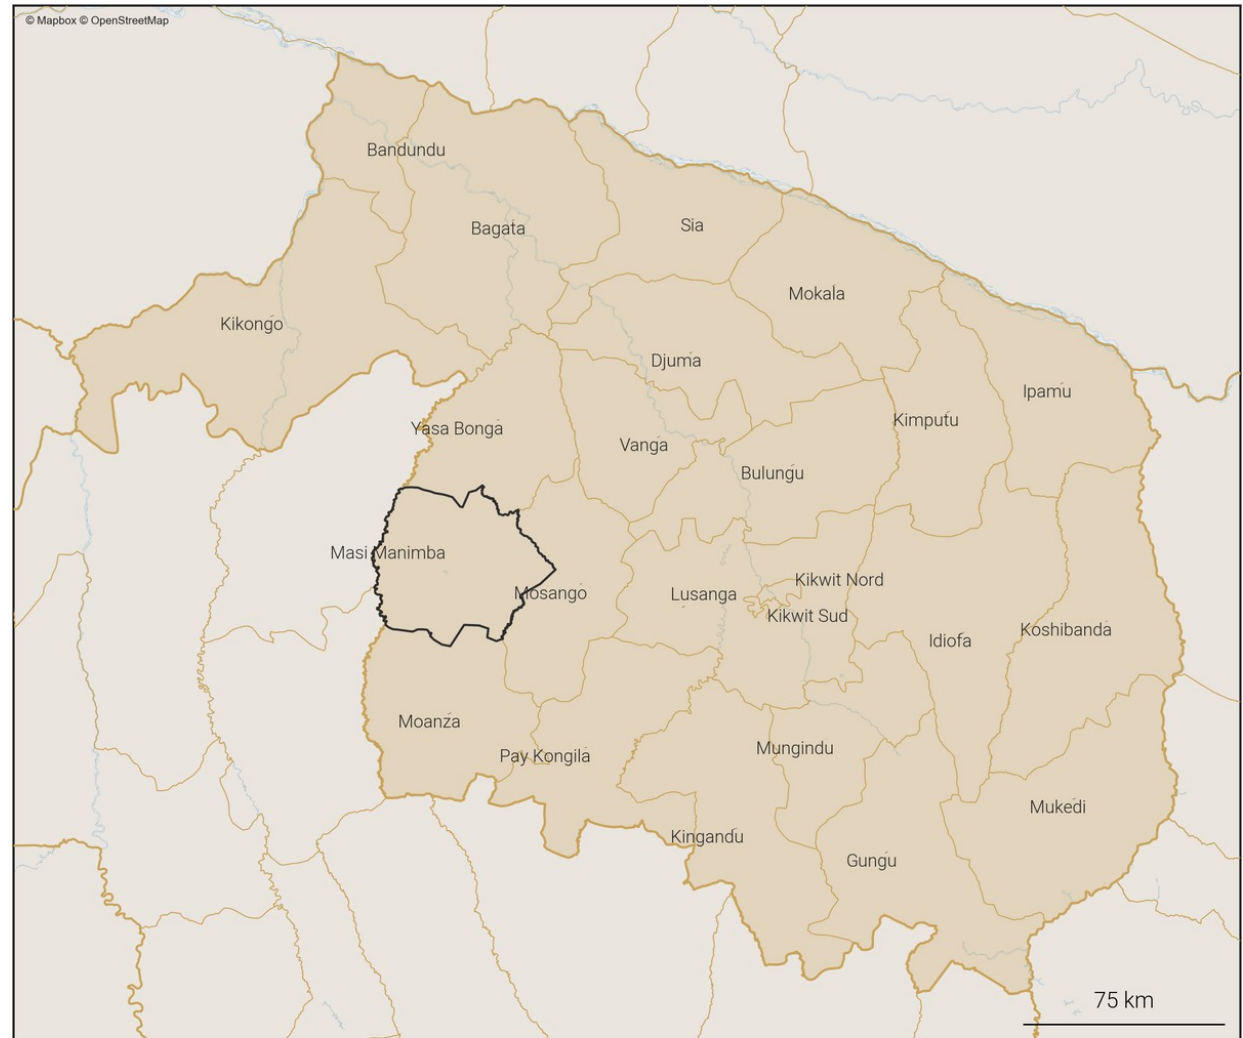 © Mapbox © OpenStreetMap
Bandundu
Bagata
Sia
Mokala
Kikongo
Djuma
Ipamu
Kimputu
Yasa Bonga
Vanga
Bulungu
Masi Manimba
Kikwit Nord
Mosango
Lusanga
Kikwit Sud
Koshibanda
Idiofa
Moanza
Mungindu
Pay Kongila
Mukedi
Kingandu
Gungu
75 km